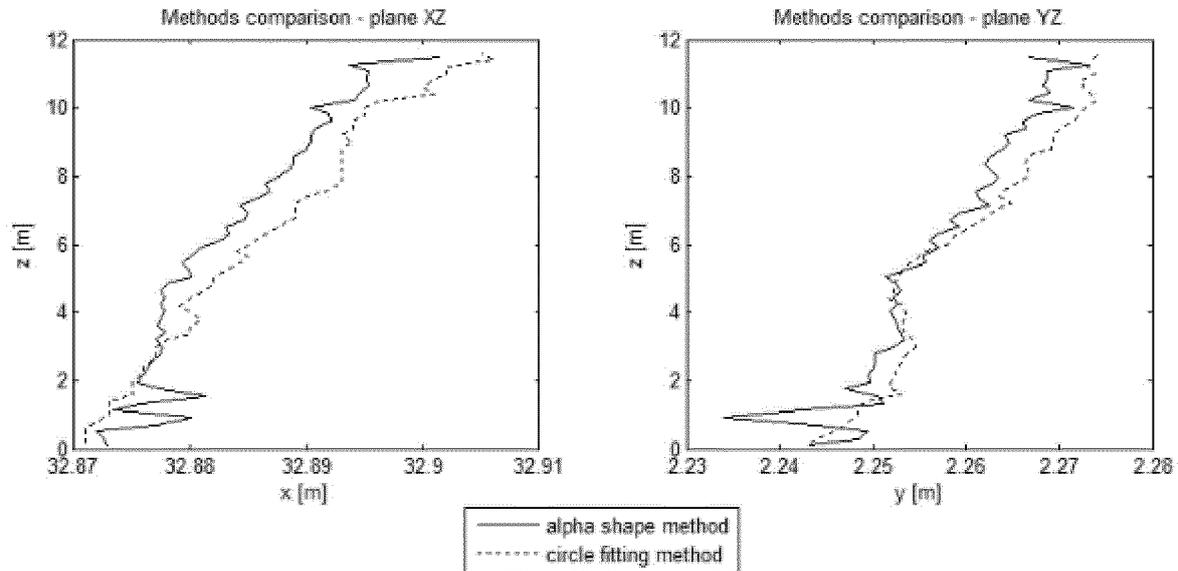 Methods comparison - plane XZ
12
10
8
6
4
2
0
z [m]
32.87 32.88 32.89 32.9 32.91
x [m]
Methods comparison - plane YZ
12
10
8
6
4
2
0
z [m]
2.23 2.24 2.25 2.26 2.27 2.28
y [m]
alpha shape method
circle fitting method